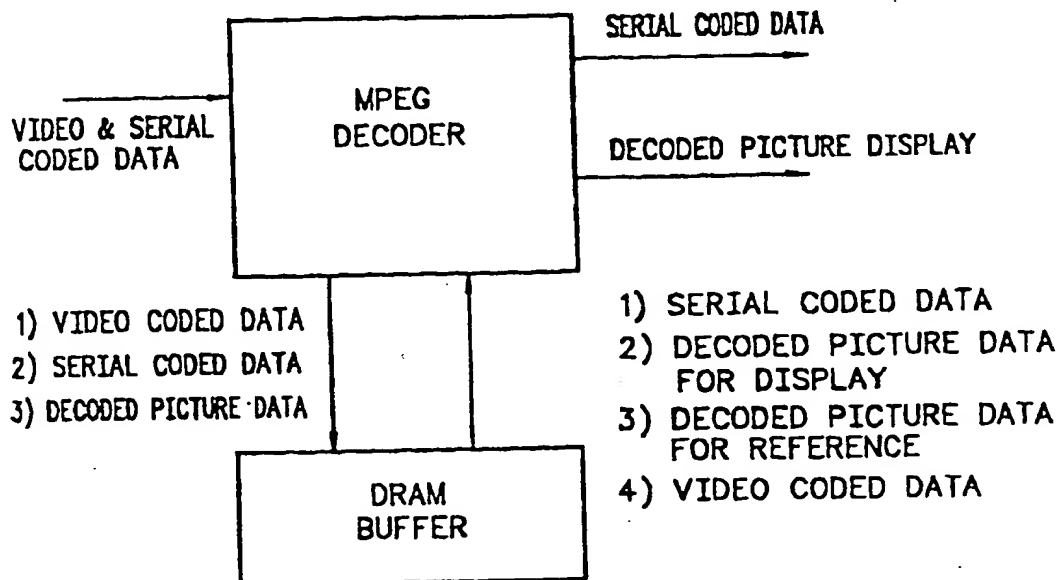 SERIAL CODED DATA
MPEG
DECODER
VIDEO & SERIAL
CODED DATA
DECODED PICTURE DISPLAY
1) VIDEO CODED DATA
2) SERIAL CODED DATA
3) DECODED PICTURE DATA
1) SERIAL CODED DATA
2) DECODED PICTURE DATA
FOR DISPLAY
3) DECODED PICTURE DATA
FOR REFERENCE
4) VIDEO CODED DATA
DRAM
BUFFER